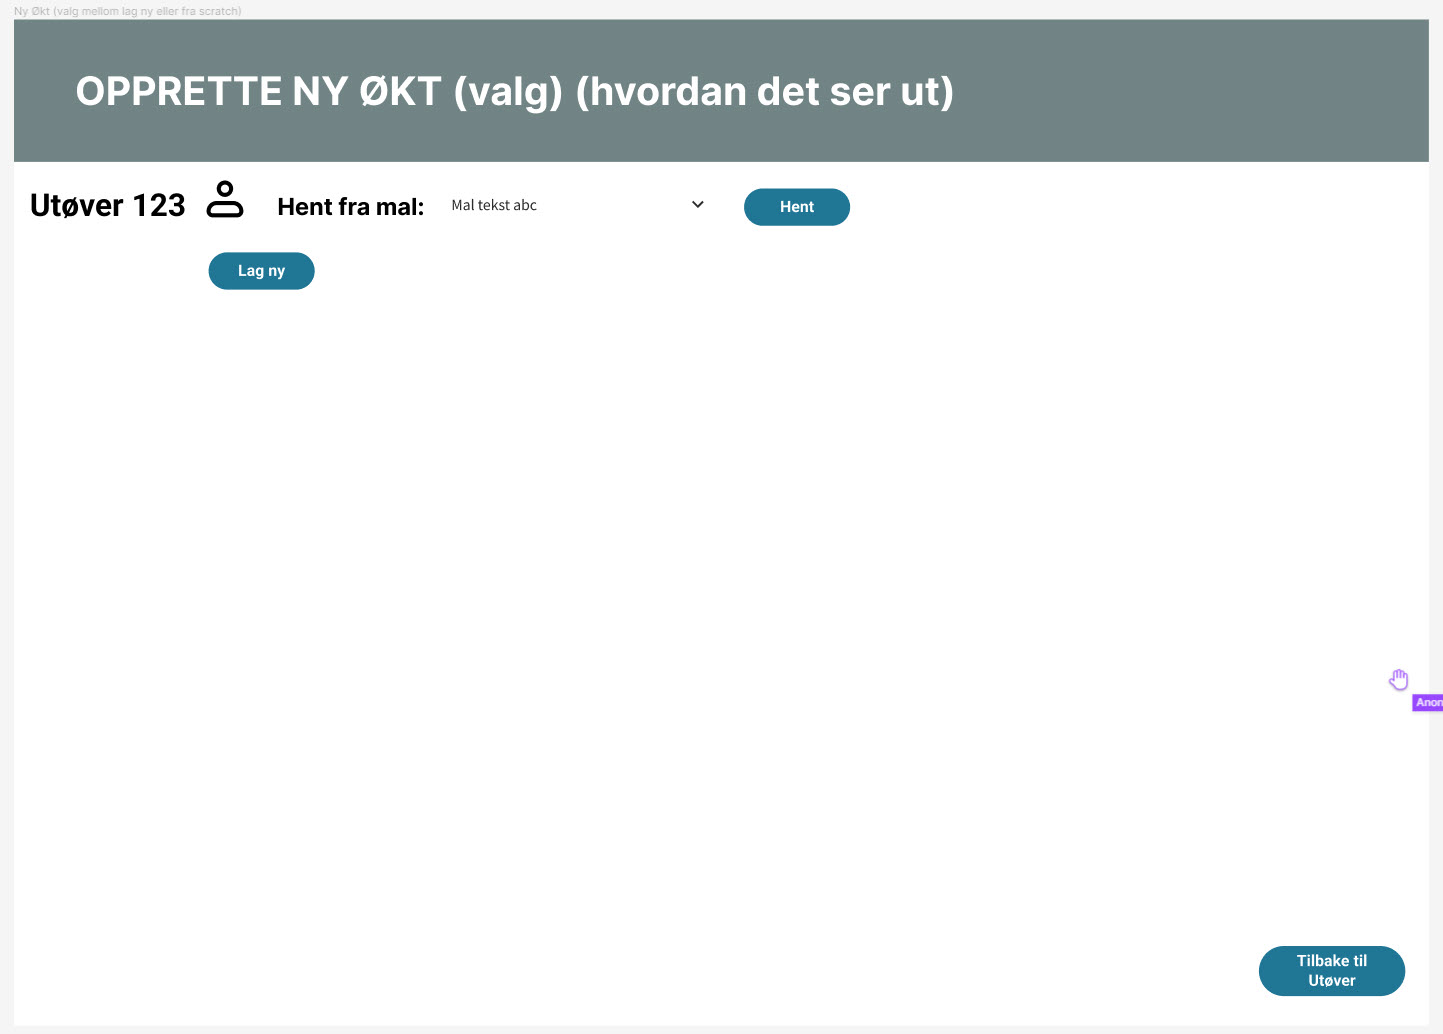 Ny Økt (valg mellom lag ny eller fra scratch)
OPPRETTE NY ØKT (valg) (hvordan det ser ut)
Utøver 123
Hent fra mal:
Mal tekst abc
Hent
Lag ny
Anon
Tilbake til
Utøver